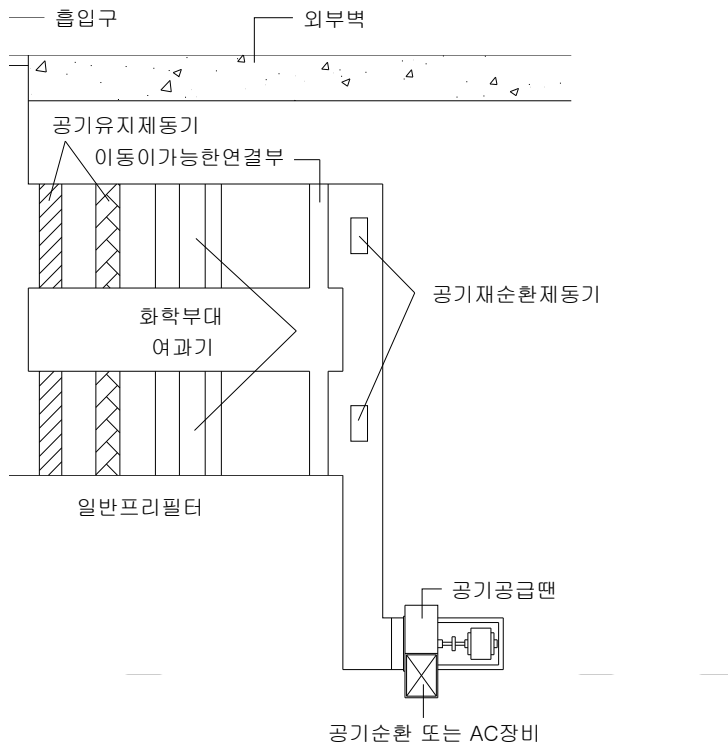 흡입구
외부벽
공기유지제동기
이동이가능한연결부
공기재순환제동기
화학부대
여과기
일반프리필터
공기공급땐
공기순환 또는 AC장비